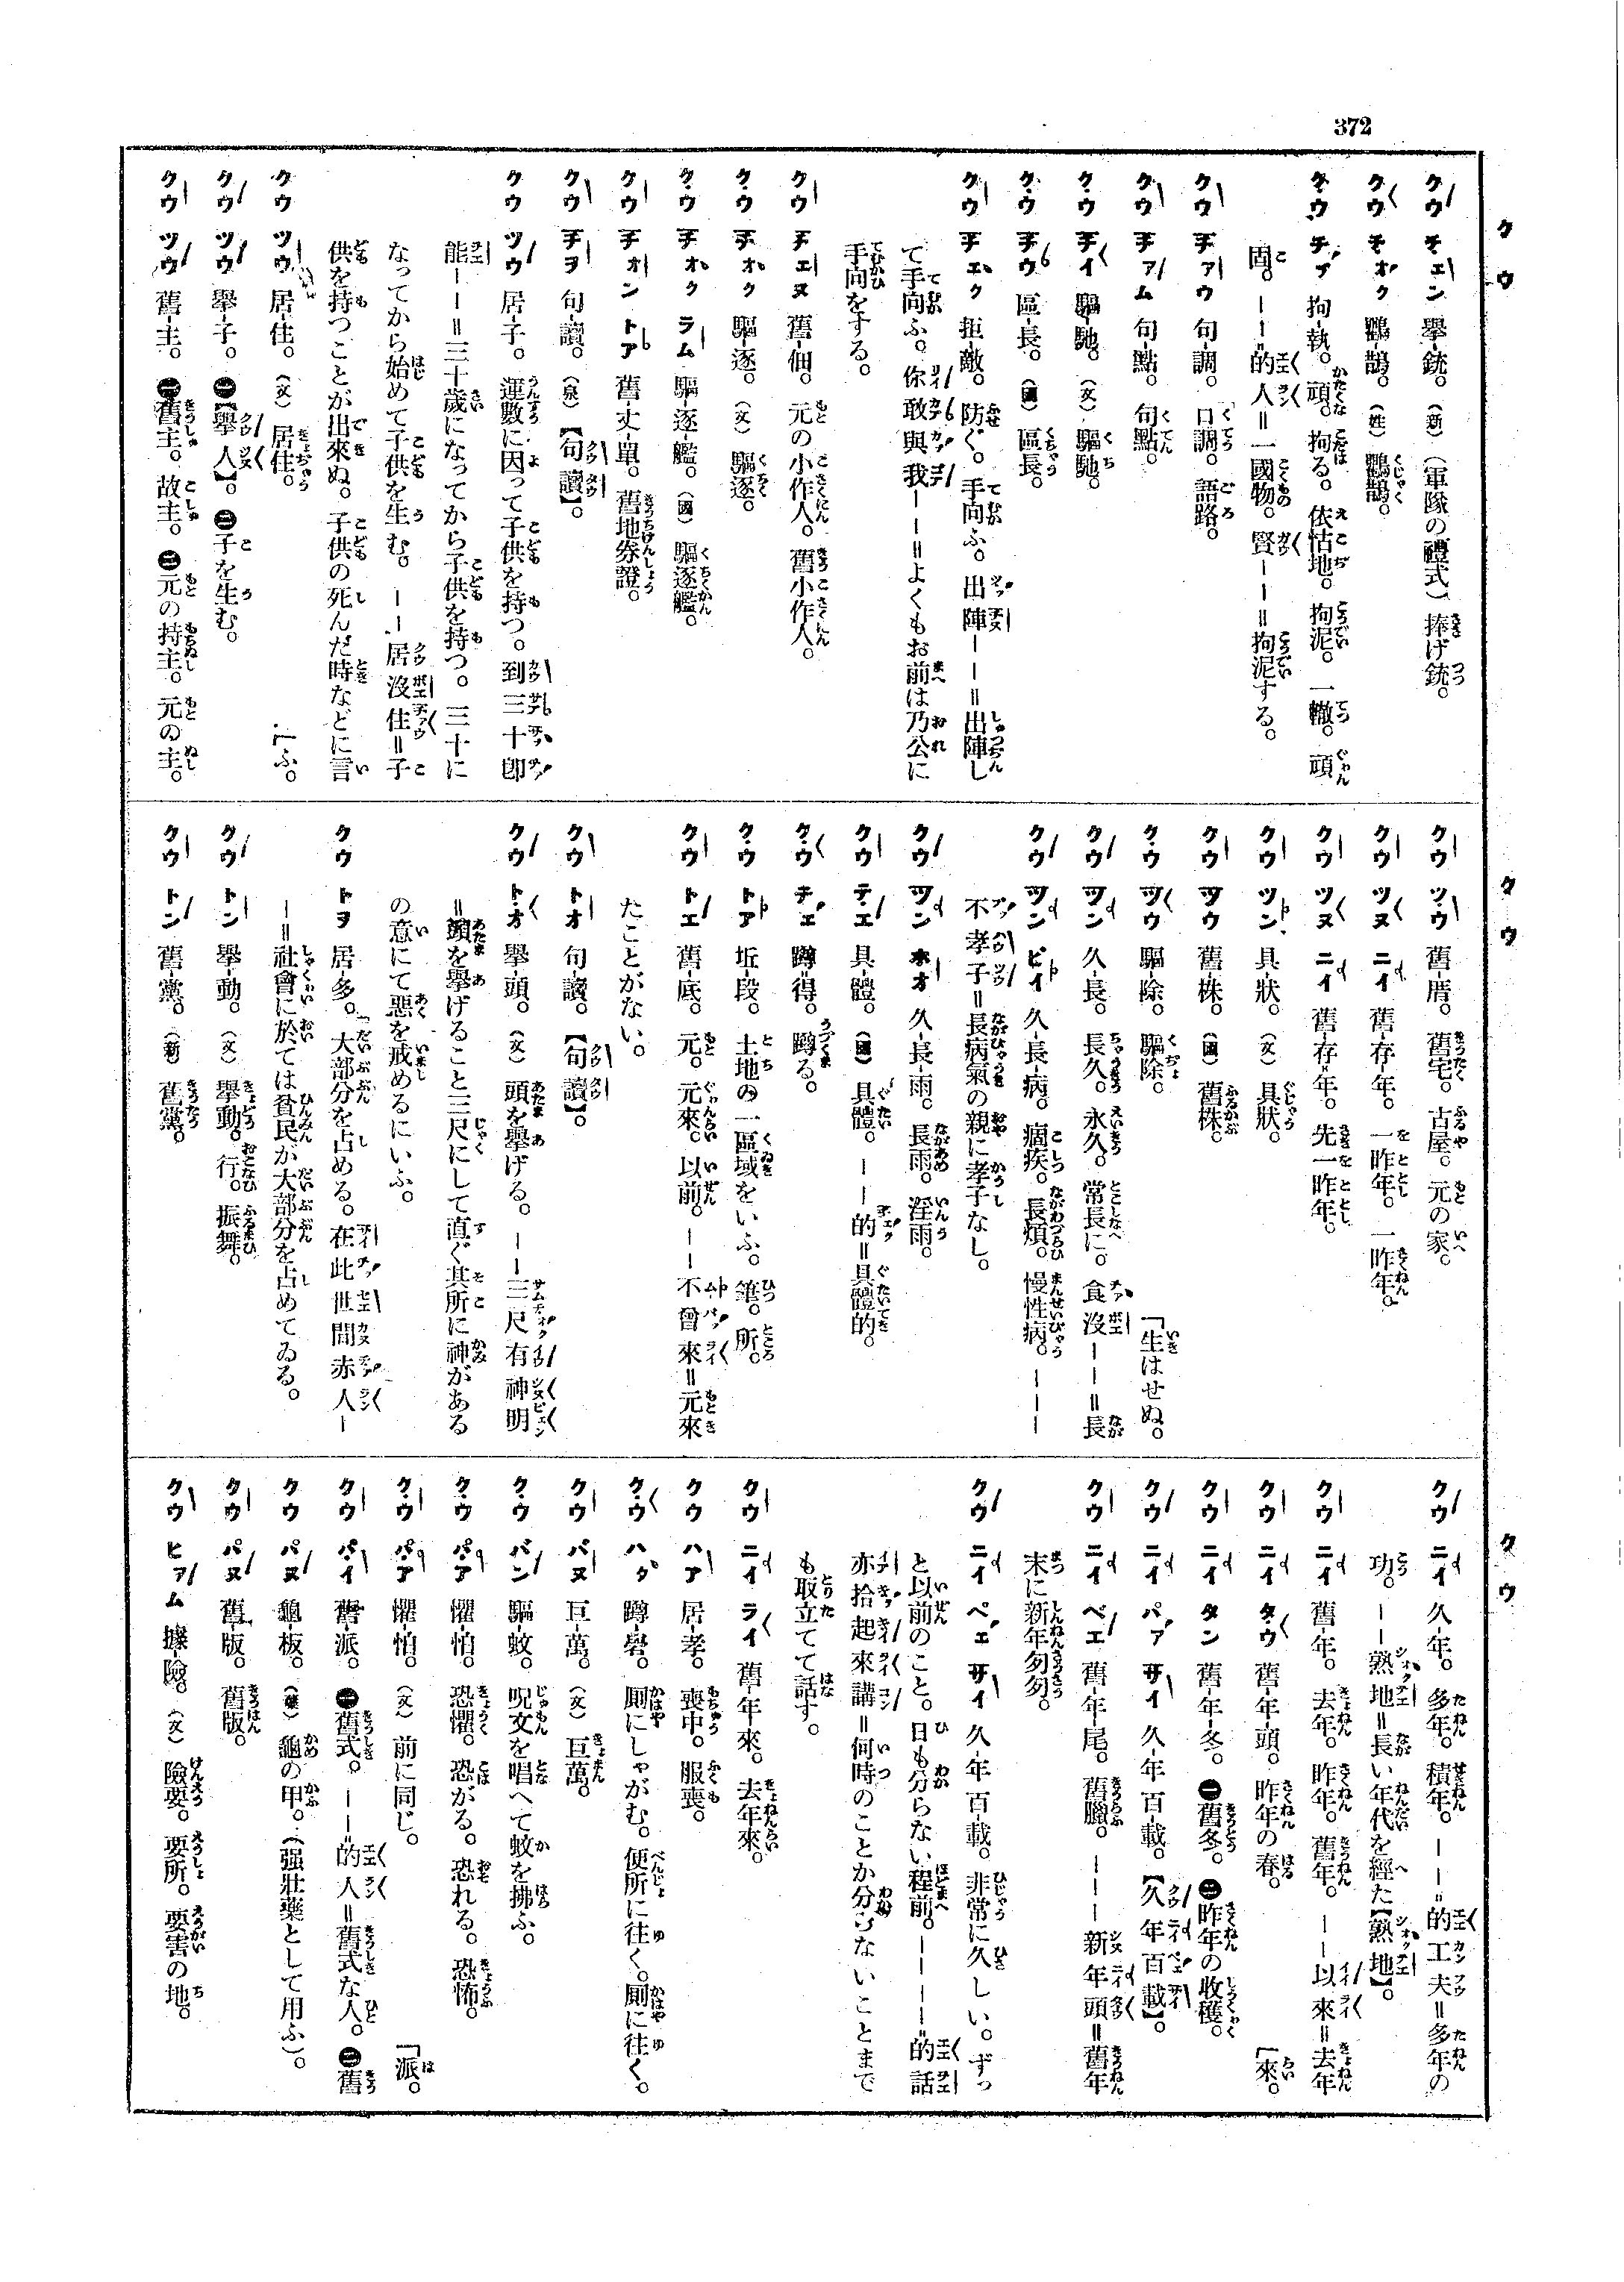 372
クウ
クウ チェン 擧-銃。(新)(軍隊の禮式)捧げ銃。
クウ チオク 鸜-鵲。(姓)鸜鵲。
クウ チプ 拘-執。頑。拘る。依怙地。拘泥。一轍。頑
固。——=的人=一國物。賢——=拘泥する。
クウ チァウ 句-調。口調。語路。
クウ チァム 句-點。句點。
クウ チイ 驅-馳。(文)驅馳。
クウ チウ 區-長。(國)區長。
クウ チェク 拒-敵。防ぐ。手向ふ。出陣——=出陣し
て手向ふ。你敢與我——=よくもお前は乃公に
手向をする。
クウ チェヌ 舊-佃。元の小作人。舊小作人。
クウ チオク 驅-逐。(文)驅逐。
クウ チオク ラム 驅-逐-艦。(國)驅逐艦。
クウ チォン トア 舊-丈-單。舊地券證。
クウ チヲ 句-讀。(泉)【句讀】。
クウ ツウ 居-子。運數に因って子供を持つ。到三十卽
能——=三十歲になってから子供を持つ。三十に
なってから始めて子供を生む。——居沒住=子
供を持つことが出來ぬ。子供の死んだ時などに言
クウ ツウ 居-住。(文)居住。 「ふ。
クウ ツウ 擧-子。㊀【擧人】。㊁子を生む。
クウ ツウ 舊-主。㊀舊主。故主。㊁元の持主。元の主。
クウ
クウ ツウ 舊-厝。舊宅。古屋。元の家。
クウ ツヌ ニイ 舊-存-年。一昨年。一昨年。
クウ ツヌ ニイ 舊-存-年。先一昨年。
クウ ツン 具-狀。(文)具狀。
クウ ツウ 舊-株。(國)舊株。
クウ ツウ 驅-除。驅除。 「生はせぬ。
クウ ツン 久-長。長久。永久。常長に。食沒——=長
クウ ツン ピイ 久-長-病。痼疾。長煩。慢性病。———
不孝子=長病氣の親に孝子なし。
クウ ツン ホオ 久-長-雨。長雨。淫雨。
クウ テエ 具-體。(國)具體。——的=具體的。
クウ チェ 蹲-得。蹲る。
クウ トア 坵-段。土地の一區域をいふ。筆。所。
クウ トエ 舊-底。元。元來。以前。——不曾來=元來來
たことがない。
クウ トオ 句-讀。【句讀】。
クウ トオ 擧-頭。(文)頭を擧げる。——三尺有神明
=頭を擧げること三尺にして直ぐ其所に神がある
の意にて惡を戒めるにいふ。
クウ トヲ 居-多。大部分を占める。在此世間赤人—
—=社會に於ては貧民が大部分を占めてゐる。
クウ トン 擧-動。(文)擧動。行。振舞。
クウ トン 舊-黨。(新)舊黨。
クウ
クウ ニイ 久-年。多年。積年。——=的工夫=多年の
功。——熟地=長い年代を經た【熟地】。
クウ ニイ 舊-年。去年。昨年。舊年。——以來=去年
クウ ニイ タウ 舊-年-頭。昨年の春。 「來。
クウ ニイ タン 舊-年-冬。㊀舊冬。㊁昨年の收穫。
クウ ニイ パァ サイ 久-年-百-載。【久年百載】。
クウ ニイ ベエ 舊-年-尾。舊臘。———新年頭=舊年
末に新年匆匆。
クウ ニイ ペェ サイ 久-年-百-載。非常に久しい。ずっ
と以前のこと。日も分らない程前。————=的話
亦拾起來講=何時のことか分らないことまで
も取立てて話す。
クウ ニイ ライ 舊-年-來。去年來。
クウ ハア 居-孝。喪中。服喪。
クウ ハク 蹲-礐。厠にしゃがむ。便所に往く。厠に往く。
クウ バヌ 巨-萬。(文)巨萬。
クウ バン 驅-蚊。呪文を唱へて蚊を拂ふ。
クウ パア 懼-怕。恐懼。恐がる。恐れる。恐怖。
クウ パア 懼-怕。(文)前に同じ。 「派。
クウ パイ 舊-派。㊀舊式。——=的人=舊式な人。㊁舊
クウ パヌ 龜-板。(藥)龜の甲。(强壯藥として用ふ)。
クウ パヌ 舊-版。舊版。
クウ ヒァム 據-險。(文)險要。要所。要害の地。